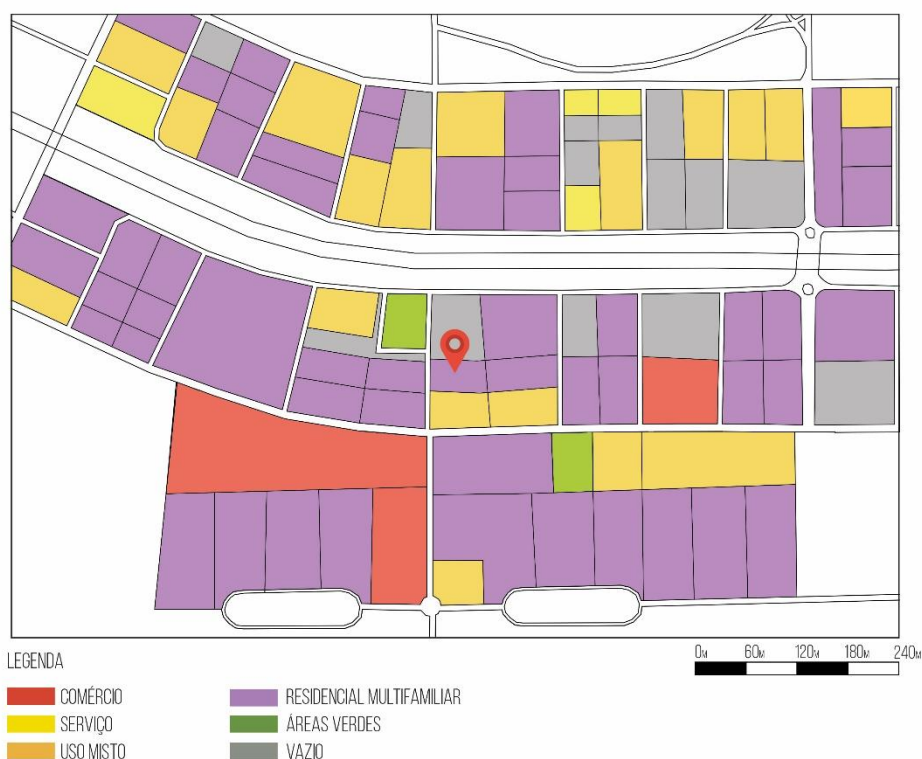 LEGENDA
0M 60M 120M 180M 240M
COMÉRCIO
SERVIÇO
USO MISTO
RESIDENCIAL MULTIFAMILIAR
ÁREAS VERDES
VAZIO